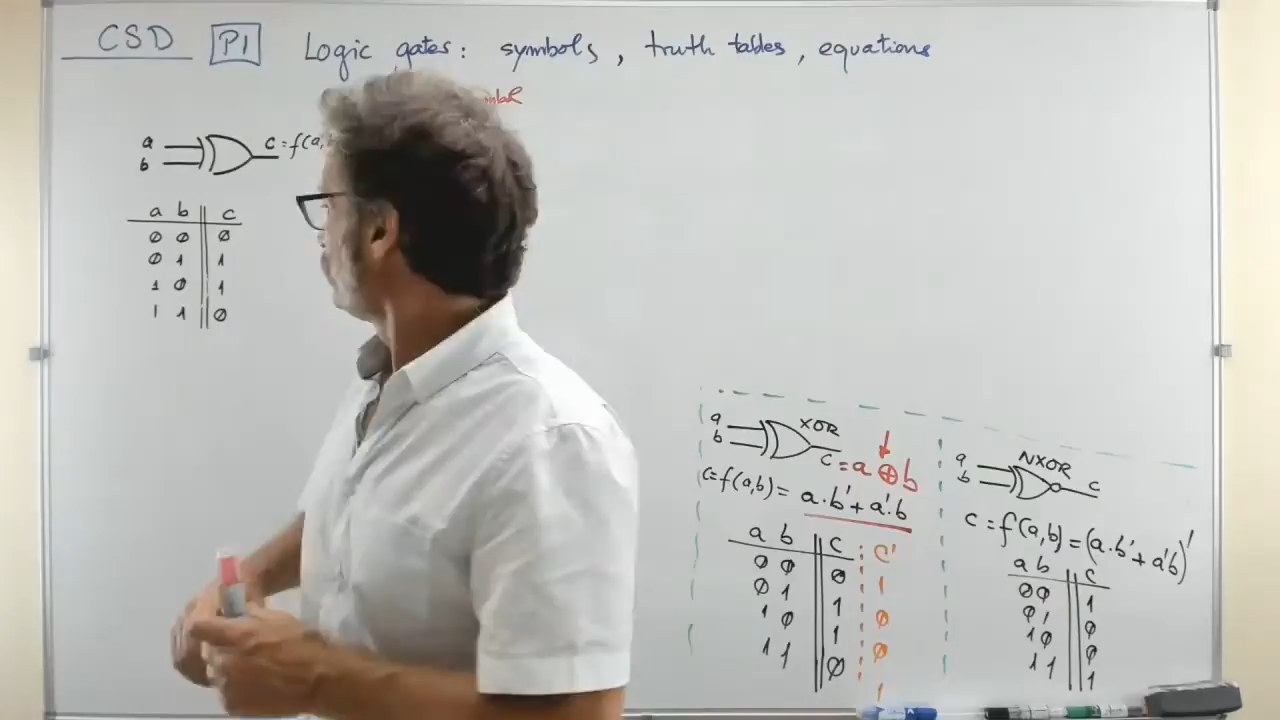 CSD P1 Logic gates: symbols, truth tables, equations
a
b
c = f(a,
a b c
0 0 0
0 1 1
1 0 1
1 1 0
a
b
XOR
c = a ⊕ b
c = f(a,b) = a·b' + a'·b
a b c c'
0 0 0 1
0 1 1 0
1 0 1 0
1 1 0 1
a
b
NXOR
c
c = f(a,b) = (a·b' + a'b)'
a b c
0 0 1
0 1 0
1 0 0
1 1 1